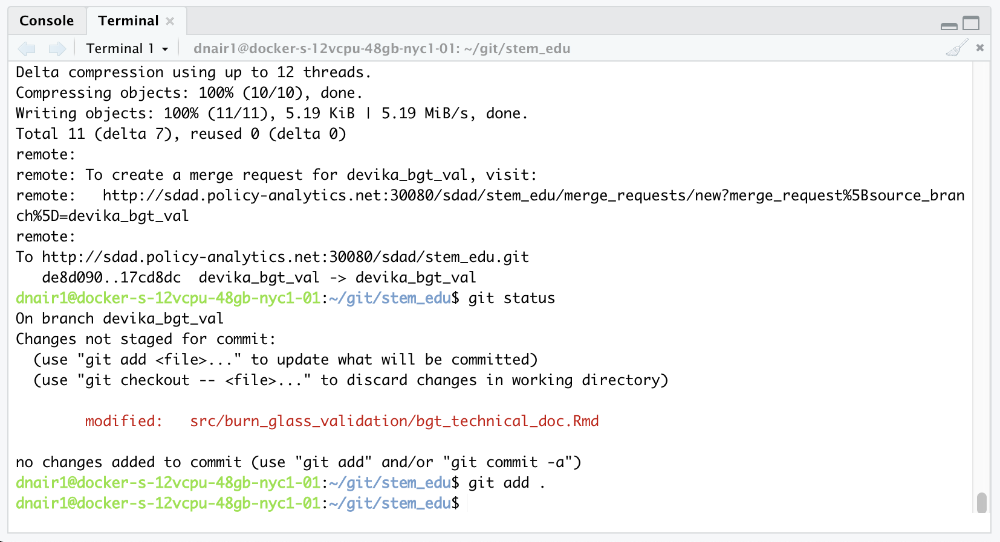 Console
Terminal
Terminal 1
dnair1@docker-s-12vcpu-48gb-nyc1-01: ~/git/stem_edu
Delta compression using up to 12 threads.
Compressing objects: 100% (10/10), done.
Writing objects: 100% (11/11), 5.19 KiB | 5.19 MiB/s, done.
Total 11 (delta 7), reused 0 (delta 0)
remote:
remote: To create a merge request for devika_bgt_val, visit:
remote:   http://sdad.policy-analytics.net:30080/sdad/stem_edu/merge_requests/new?merge_request%5Bsource_bran
ch%5D=devika_bgt_val
remote:
To http://sdad.policy-analytics.net:30080/sdad/stem_edu.git
   de8d090..17cd8dc  devika_bgt_val -> devika_bgt_val
dnair1@docker-s-12vcpu-48gb-nyc1-01:~/git/stem_edu$ git status
On branch devika_bgt_val
Changes not staged for commit:
  (use "git add <file>..." to update what will be committed)
  (use "git checkout -- <file>..." to discard changes in working directory)
        modified:   src/burn_glass_validation/bgt_technical_doc.Rmd
no changes added to commit (use "git add" and/or "git commit -a")
dnair1@docker-s-12vcpu-48gb-nyc1-01:~/git/stem_edu$ git add .
dnair1@docker-s-12vcpu-48gb-nyc1-01:~/git/stem_edu$